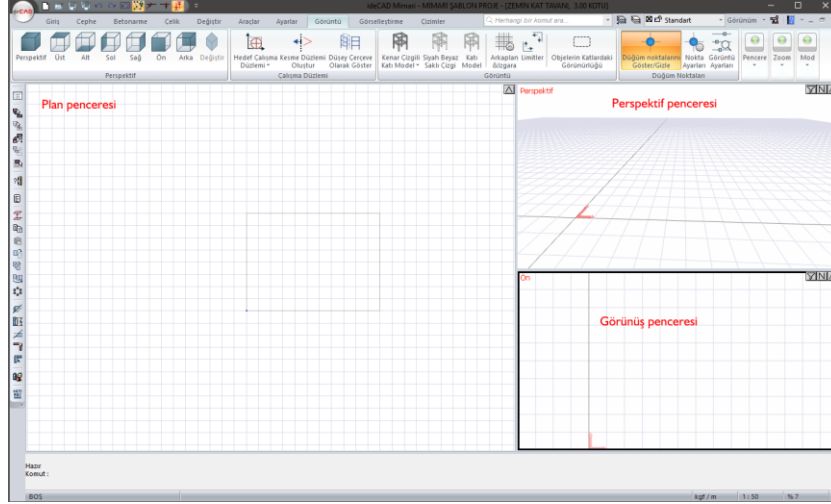 ideCAD Mimari - MİMARİ ŞABLON PROJE - [ZEMİN KAT TAVANI, 3.00 KOTU]
ideCAD
Giriş Çizim Betonarme Çelik Değiştir Araçlar Ayarlar Görüntü Görselleştirme Çizimler
Herhangi bir komut ara...
Standart
Görünüm
Perspektif Üst Alt Sol Sağ Ön Arka Değiştir
Perspektif
Hedef Çalışma Düzlemi Kesme Düzlemi Oluştur Düşey Çerçeve Olarak Göster
Çalışma Düzlemi
Kenar Çizgili Katı Model Siyah Beyaz Saklı Çizgi Katı Model Arkaplan &Izgara Limitler Objelerin Katlardaki Görünürlüğü
Görüntü
Düğüm noktalarını Göster/Gizle Nokta Ayarları Görüntü Ayarları
Düğüm Noktaları
Pencere Zoom Mod
Plan penceresi
Perspektif
Perspektif penceresi
Ön
Görünüş penceresi
Hazır
Komut :
BOŞ
kgf / m
1 : 50
% 7